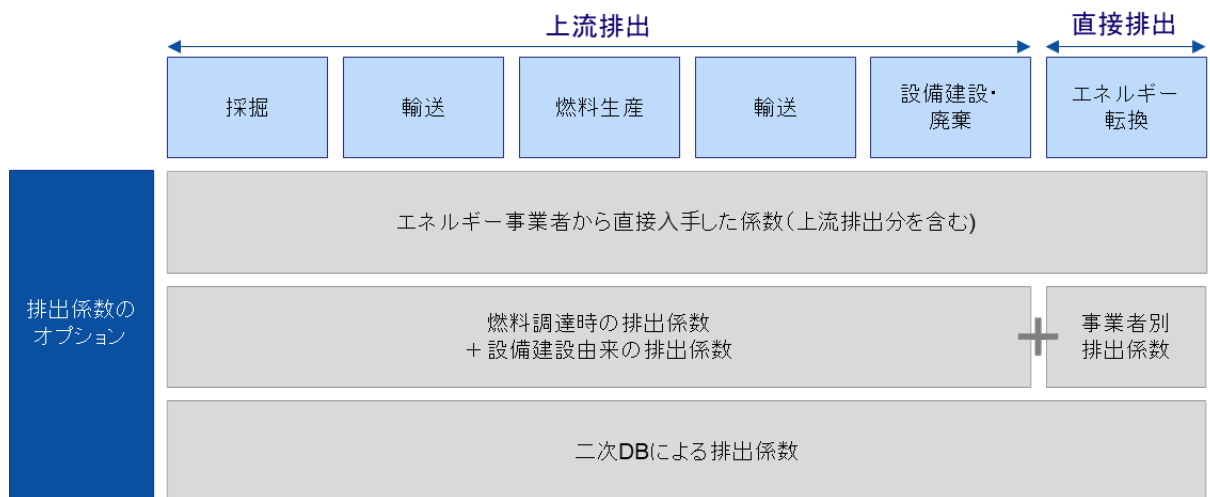 上流排出
直接排出
採掘
輸送
燃料生産
輸送
設備建設・
廃棄
エネルギー
転換
排出係数の
オプション
エネルギー事業者から直接入手した係数(上流排出分を含む)
燃料調達時の排出係数
+設備建設由来の排出係数
+
事業者別
排出係数
二次DBによる排出係数